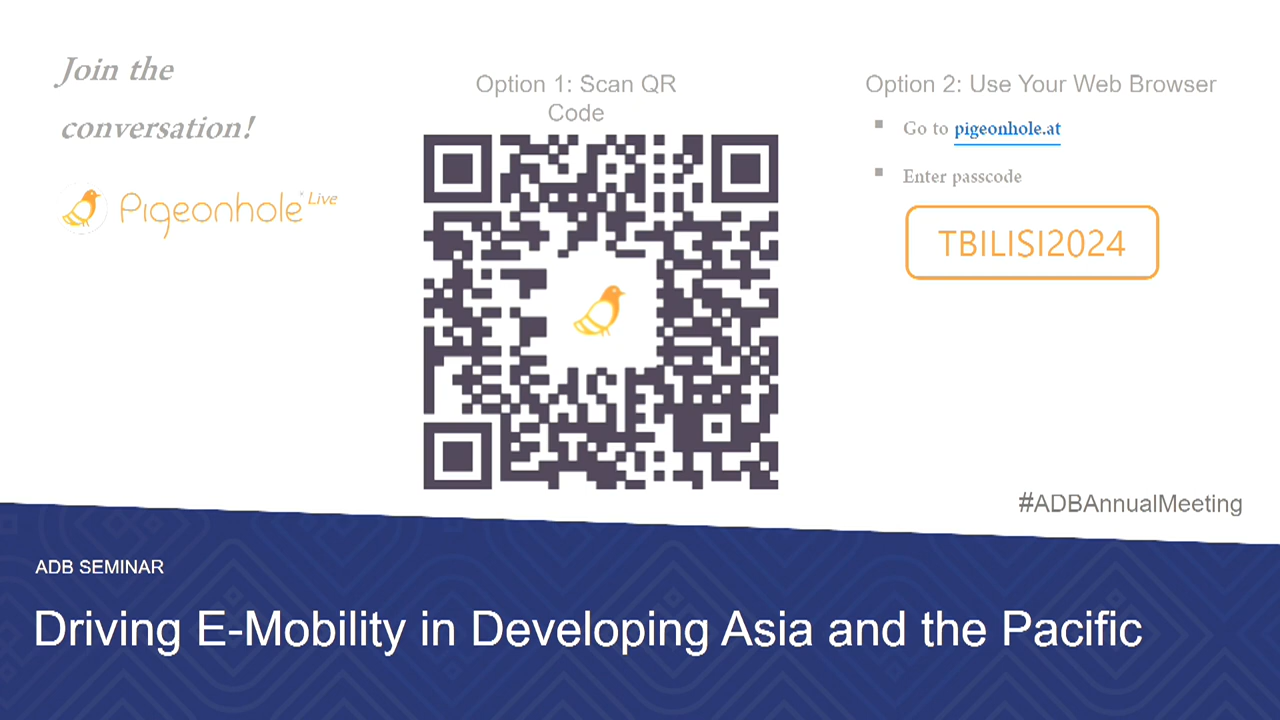 Join the
conversation!
Pigeonhole Live
Option 1: Scan QR
Code
Option 2: Use Your Web Browser
▪ Go to pigeonhole.at
▪ Enter passcode
TBILISI2024
#ADBAnnualMeeting
ADB SEMINAR
Driving E-Mobility in Developing Asia and the Pacific